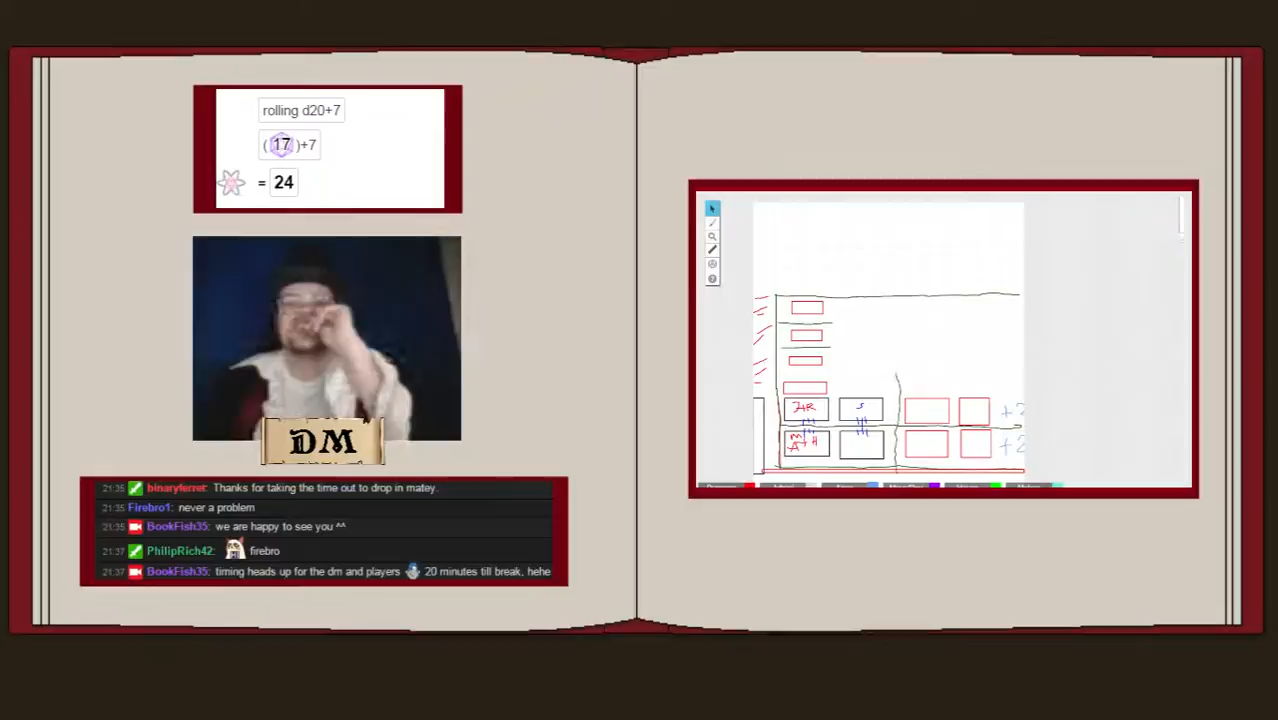 rolling d20+7
( 17 )+7
= 24
DM
21:35 binaryferret: Thanks for taking the time out to drop in matey.
21:35 Firebro1: never a problem
21:35 BookFish35: we are happy to see you ^^
21:37 PhilipRich42: firebro
21:37 BookFish35: timing heads up for the dm and players 20 minutes till break, hehe
S
+2
+2